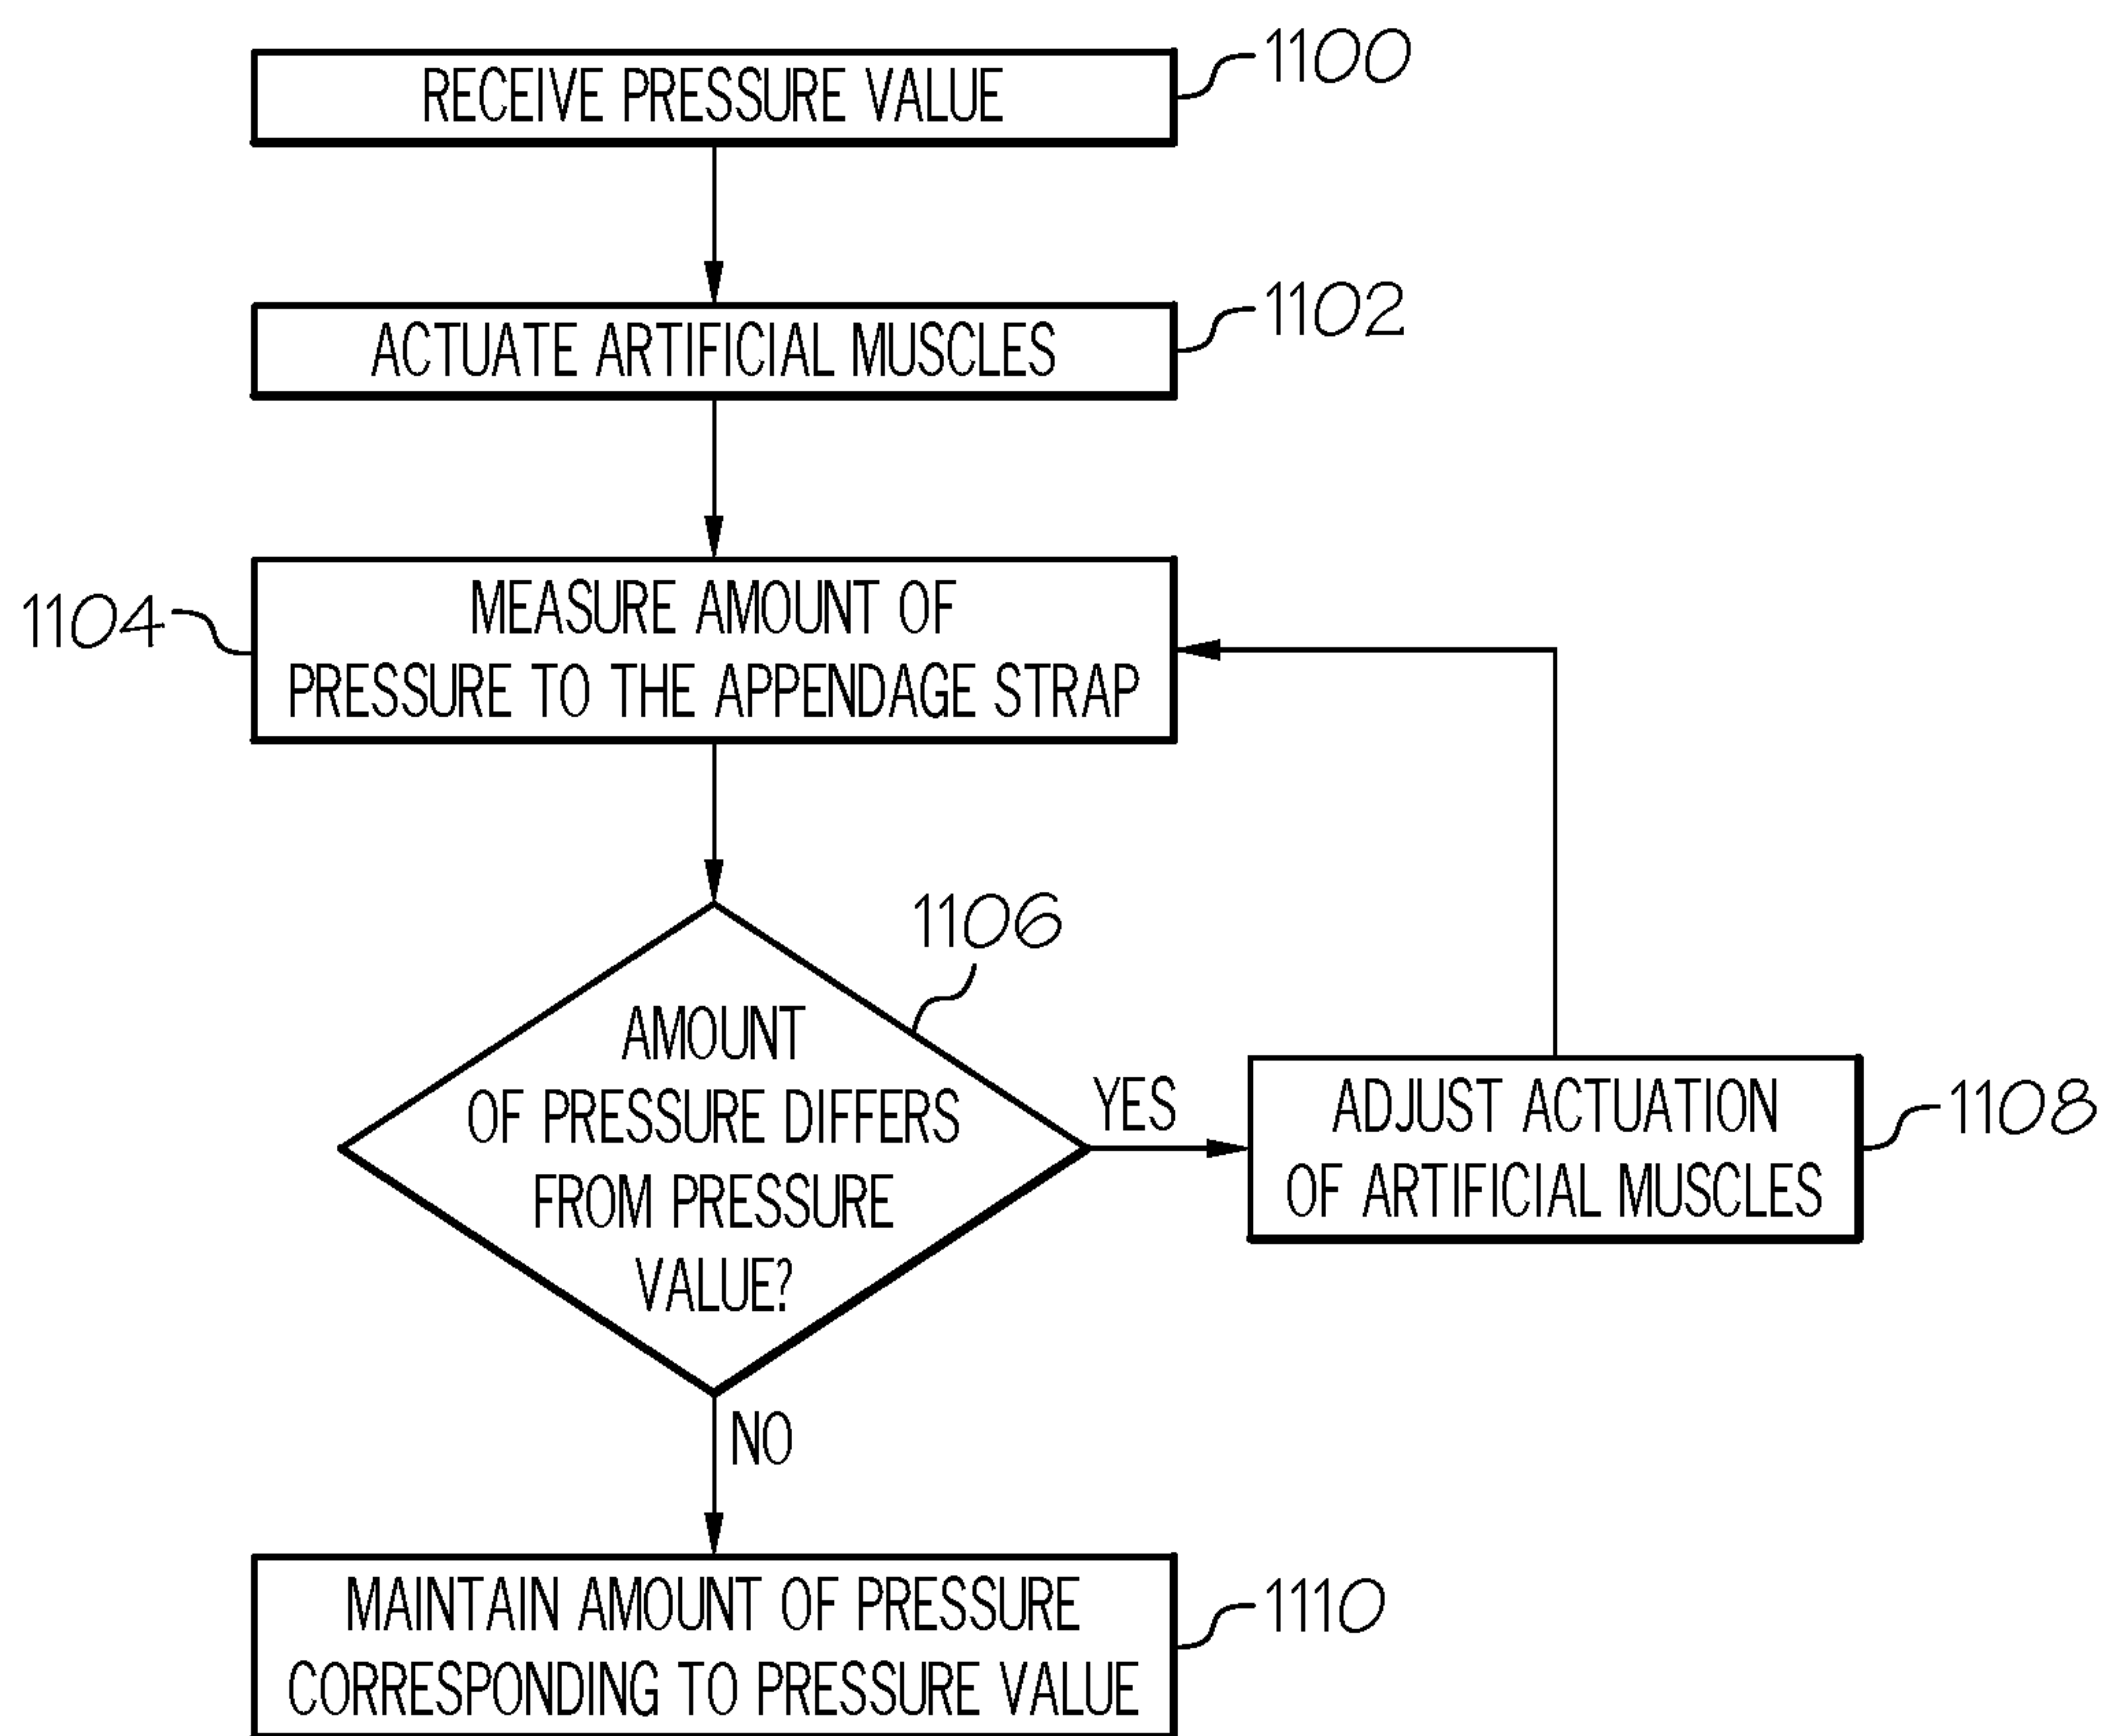 RECEIVE PRESSURE VALUE
1100
ACTUATE ARTIFICIAL MUSCLES
1102
1104
MEASURE AMOUNT OF
PRESSURE TO THE APPENDAGE STRAP
1106
AMOUNT
OF PRESSURE DIFFERS
FROM PRESSURE
VALUE?
YES
ADJUST ACTUATION
OF ARTIFICIAL MUSCLES
1108
NO
MAINTAIN AMOUNT OF PRESSURE
CORRESPONDING TO PRESSURE VALUE
1110